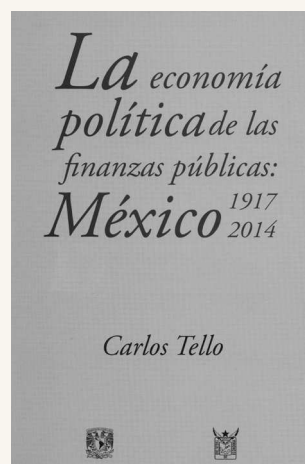 La economía
política de las
finanzas públicas:
México 1917
2014
Carlos Tello